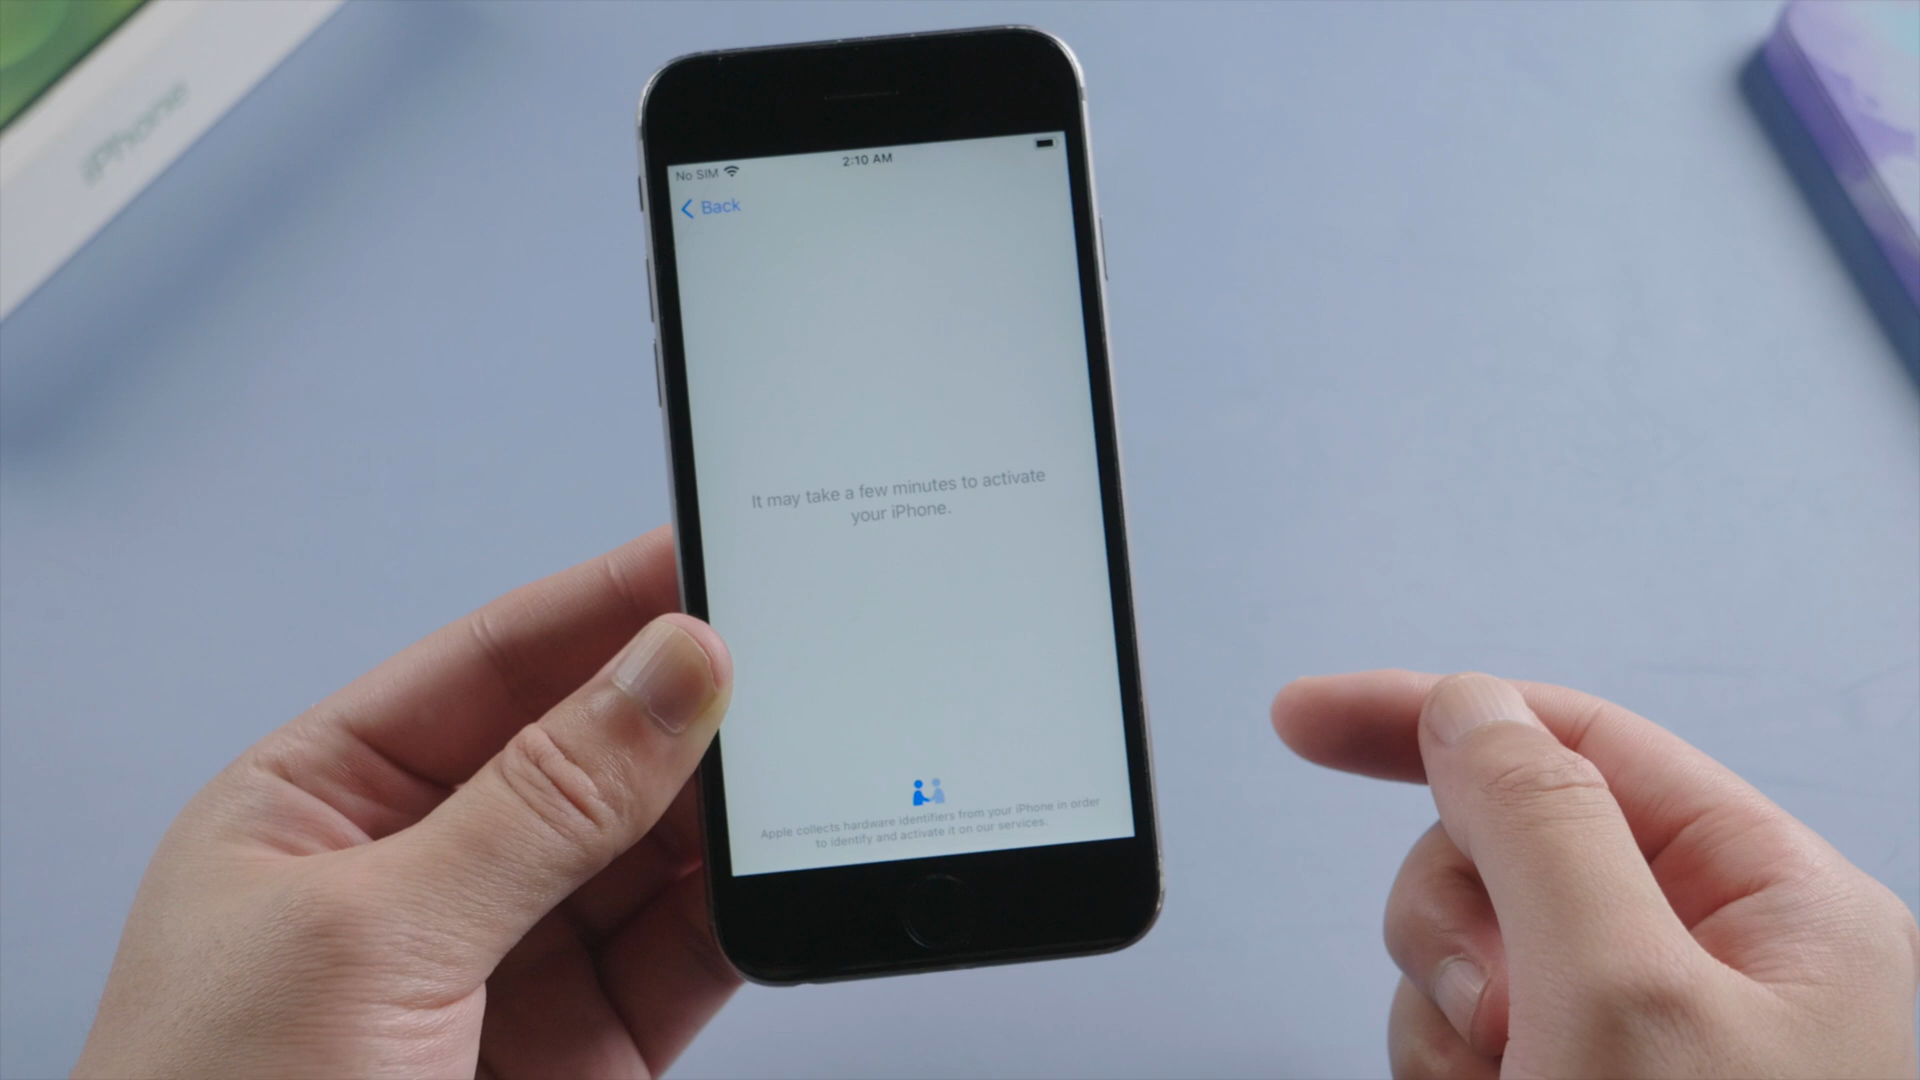 iPhone
No SIM
2:10 AM
Back
It may take a few minutes to activate
your iPhone.
Apple collects hardware identifiers from your iPhone in order
to identify and activate it on our services.